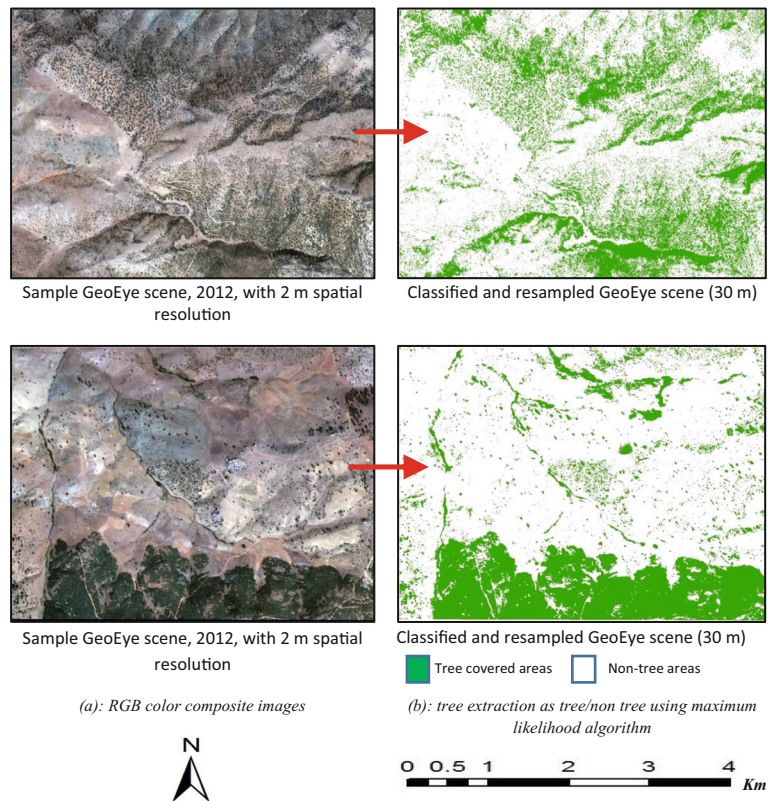 Sample GeoEye scene, 2012, with 2 m spatial
resolution
Classified and resampled GeoEye scene (30 m)
Sample GeoEye scene, 2012, with 2 m spatial
resolution
Classified and resampled GeoEye scene (30 m)
Tree covered areas
Non-tree areas
(a): RGB color composite images
(b): tree extraction as tree/non tree using maximum
likelihood algorithm
N
0 0.5 1 2 3 4
Km